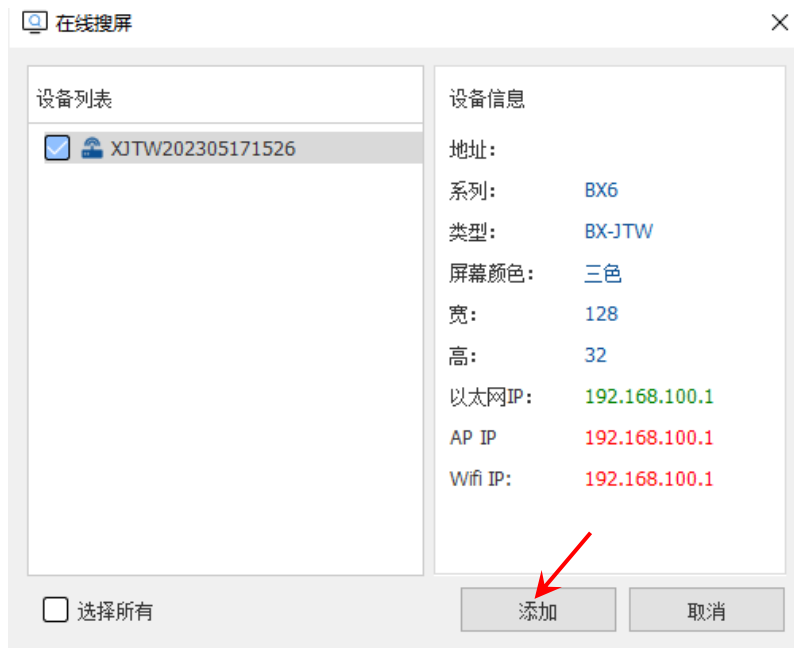 在线搜屏
设备列表
XJTW202305171526
选择所有
设备信息
地址:
系列: BX6
类型: BX-JTW
屏幕颜色: 三色
宽: 128
高: 32
以太网IP: 192.168.100.1
AP IP 192.168.100.1
Wifi IP: 192.168.100.1
添加 取消